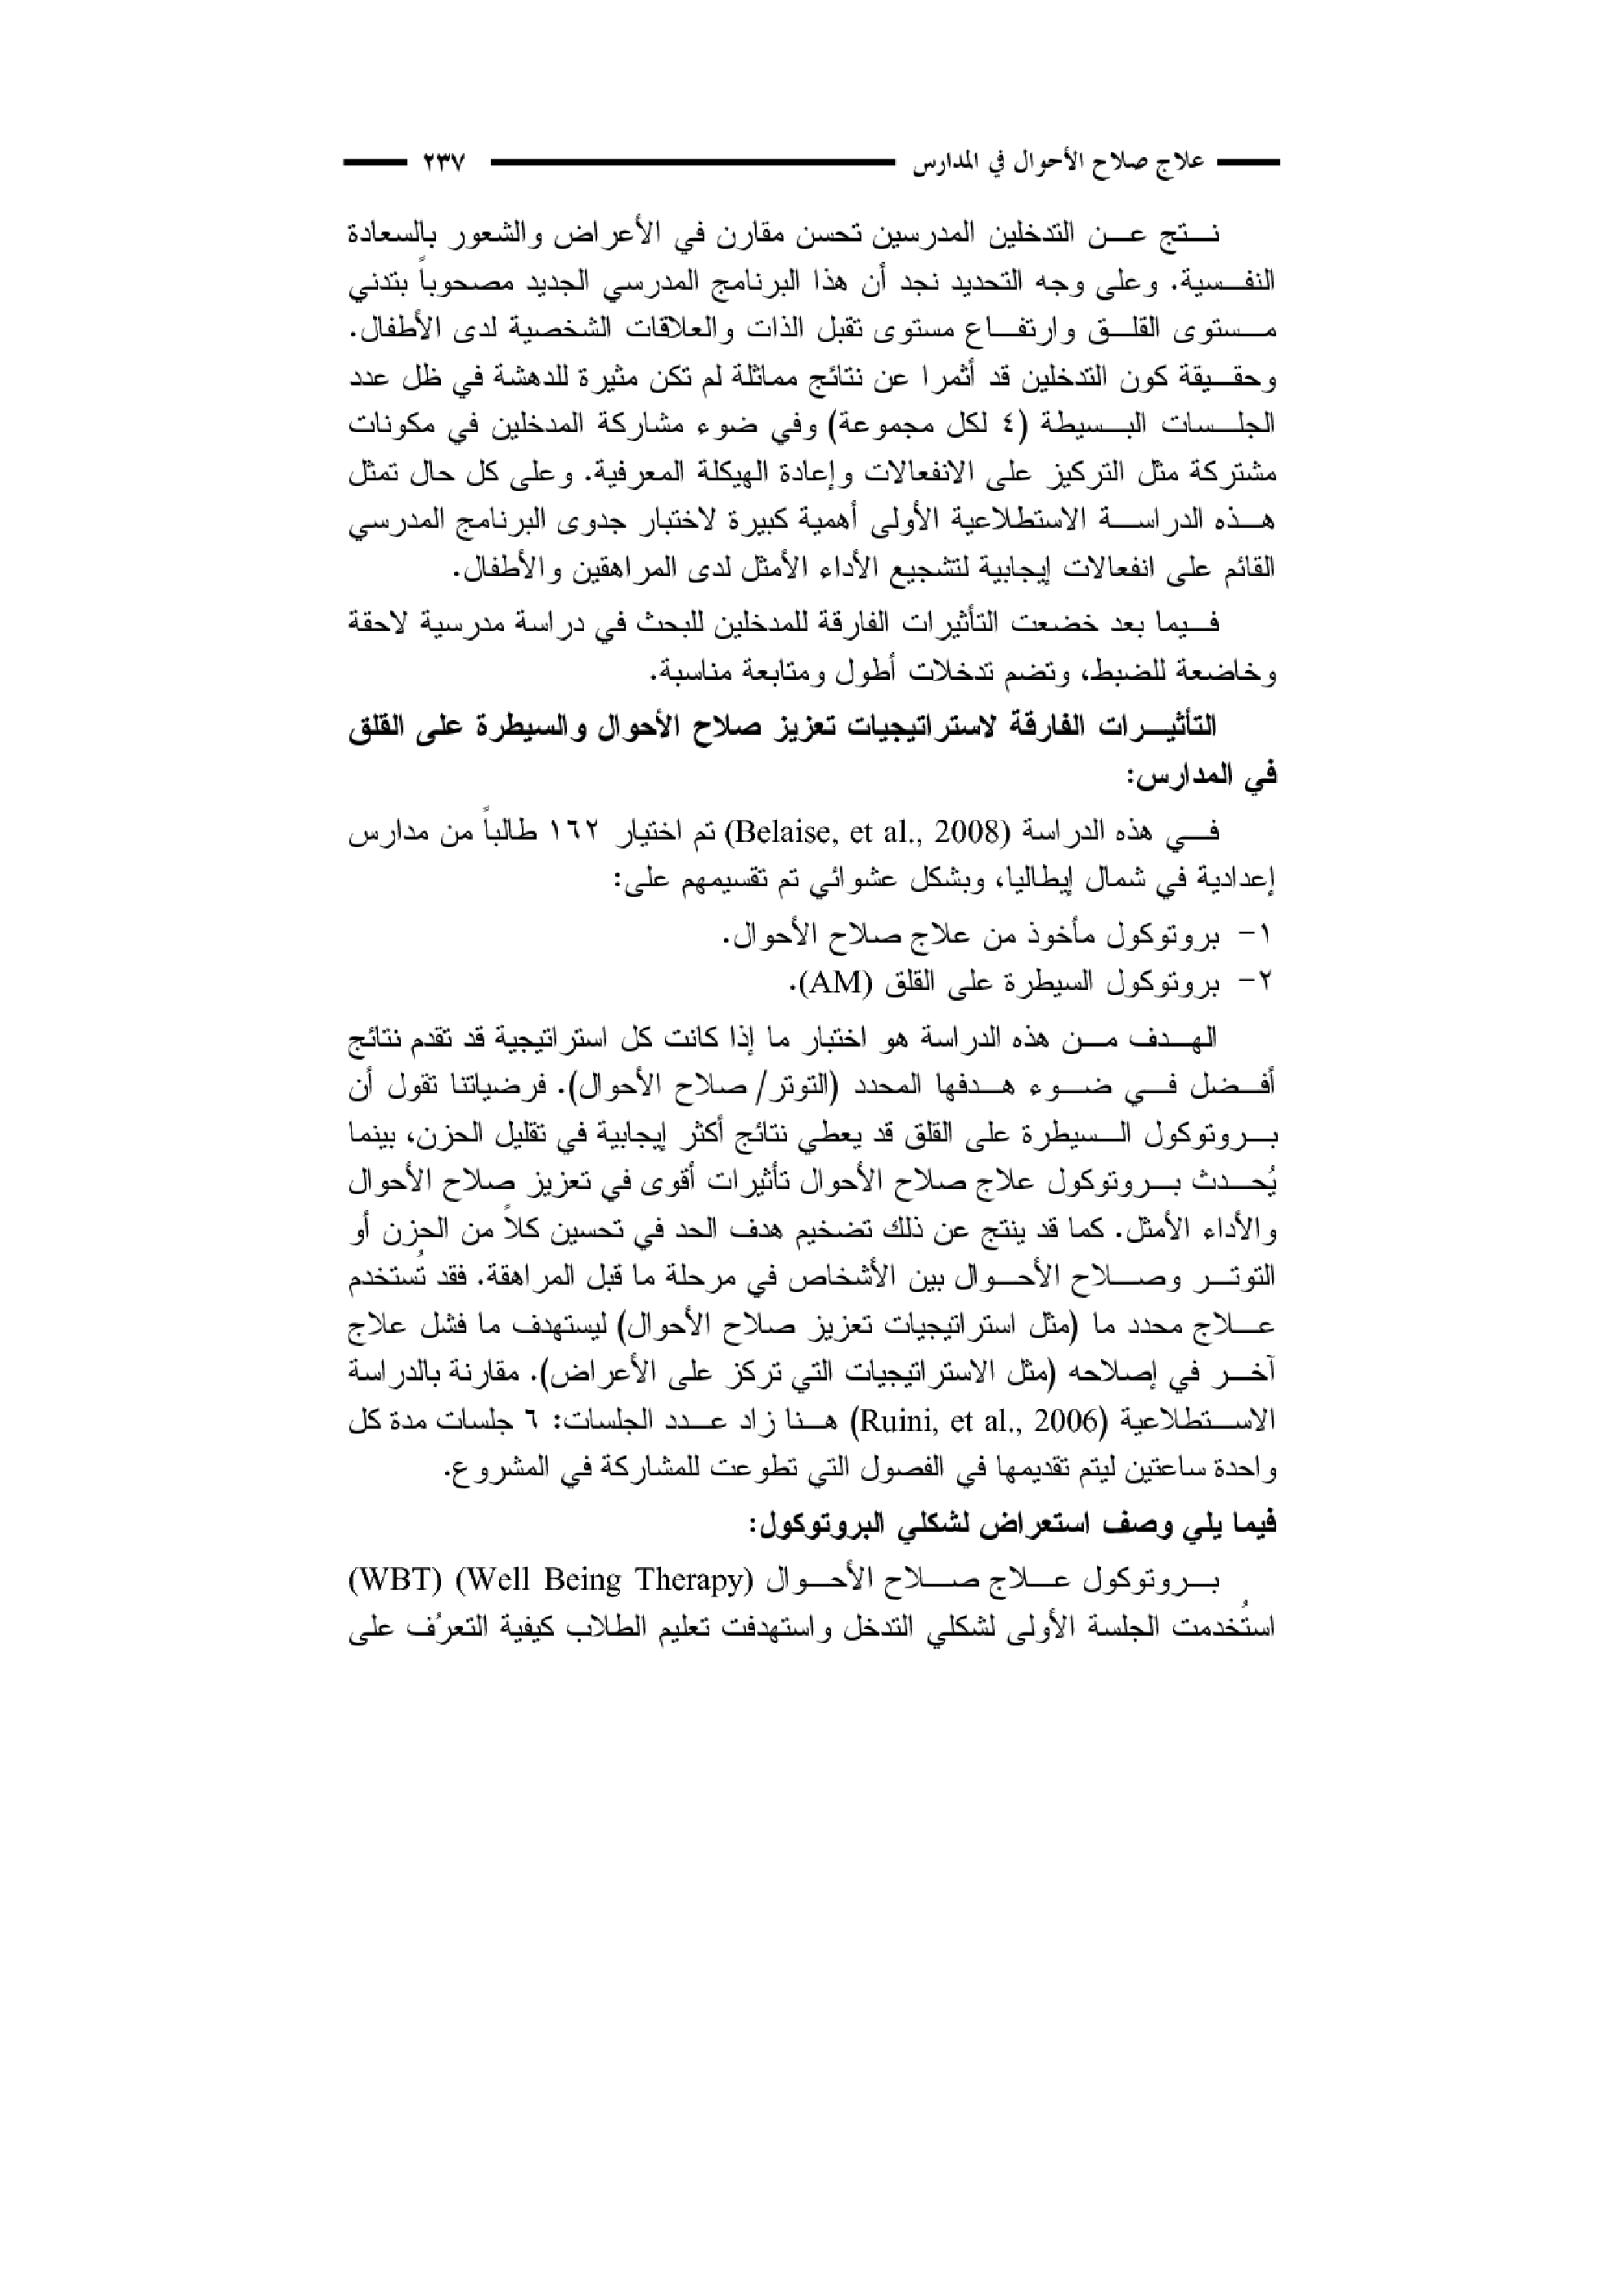 علاج صلاح الأحوال في المدارس ٢٣٧
نتج عن التدخلين المدرسين تحسن مقارن في الأعراض والشعور بالسعادة
النفسية. وعلى وجه التحديد نجد أن هذا البرنامج المدرسي الجديد مصحوباً بتدني
مستوى القلق وارتفاع مستوى تقبل الذات والعلاقات الشخصية لدى الأطفال.
وحقيقة كون التدخلين قد أثمرا عن نتائج مماثلة لم تكن مثيرة للدهشة في ظل عدد
الجلسات البسيطة (٤ لكل مجموعة) وفي ضوء مشاركة المدخلين في مكونات
مشتركة مثل التركيز على الانفعالات وإعادة الهيكلة المعرفية. وعلى كل حال تمثل
هذه الدراسة الاستطلاعية الأولى أهمية كبيرة لاختبار جدوى البرنامج المدرسي
القائم على انفعالات إيجابية لتشجيع الأداء الأمثل لدى المراهقين والأطفال.
فيما بعد خضعت التأثيرات الفارقة للمدخلين للبحث في دراسة مدرسية لاحقة
وخاضعة للضبط، وتضم تدخلات أطول ومتابعة مناسبة.
التأثيرات الفارقة لاستراتيجيات تعزيز صلاح الأحوال والسيطرة على القلق
في المدارس:
في هذه الدراسة (Belaise, et al., 2008) تم اختيار ١٦٢ طالباً من مدارس
إعدادية في شمال إيطاليا، وبشكل عشوائي تم تقسيمهم على:
١- بروتوكول مأخوذ من علاج صلاح الأحوال.
٢- بروتوكول السيطرة على القلق (AM).
الهدف من هذه الدراسة هو اختبار ما إذا كانت كل استراتيجية قد تقدم نتائج
أفضل في ضوء هدفها المحدد (التوتر/ صلاح الأحوال). فرضياتنا تقول أن
بروتوكول السيطرة على القلق قد يعطي نتائج أكثر إيجابية في تقليل الحزن، بينما
يُحدث بروتوكول علاج صلاح الأحوال تأثيرات أقوى في تعزيز صلاح الأحوال
والأداء الأمثل. كما قد ينتج عن ذلك تضخيم هدف الحد في تحسين كلاً من الحزن أو
التوتر وصلاح الأحوال بين الأشخاص في مرحلة ما قبل المراهقة. فقد تُستخدم
علاج محدد ما (مثل استراتيجيات تعزيز صلاح الأحوال) ليستهدف ما فشل علاج
آخر في إصلاحه (مثل الاستراتيجيات التي تركز على الأعراض). مقارنة بالدراسة
الاستطلاعية (Ruini, et al., 2006) هنا زاد عدد الجلسات: ٦ جلسات مدة كل
واحدة ساعتين ليتم تقديمها في الفصول التي تطوعت للمشاركة في المشروع.
فيما يلي وصف استعراض لشكلي البروتوكول:
بروتوكول علاج صلاح الأحوال (Well Being Therapy) (WBT)
استُخدمت الجلسة الأولى لشكلي التدخل واستهدفت تعليم الطلاب كيفية التعرُف على